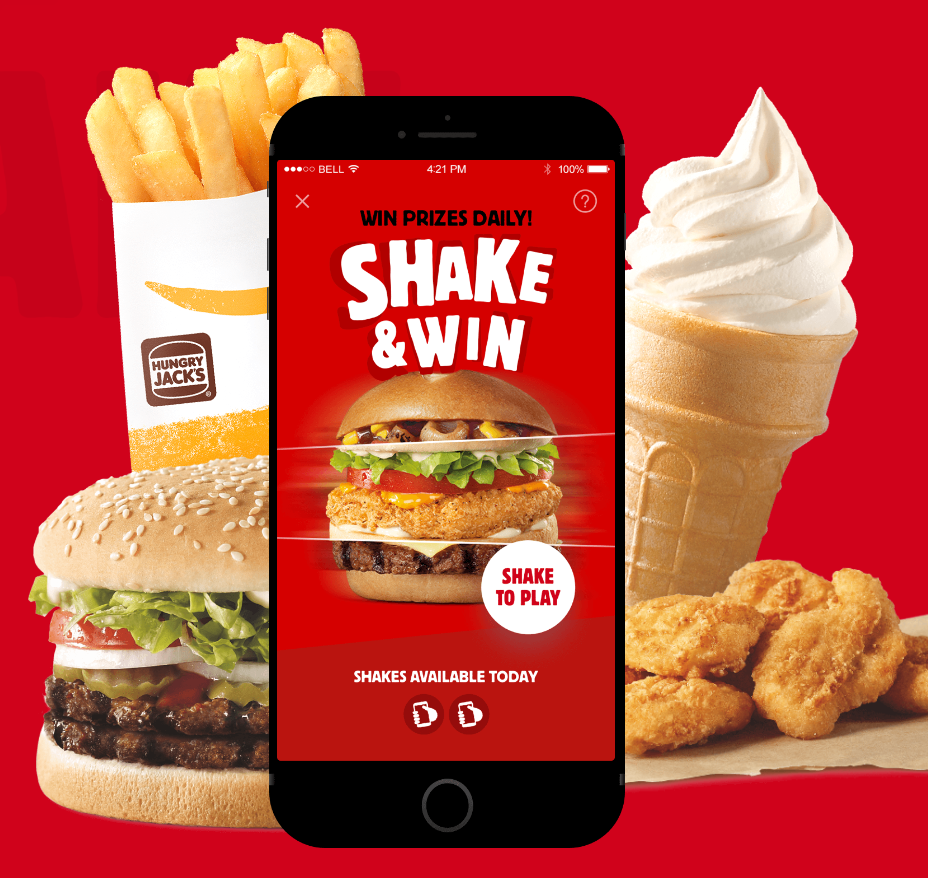 BELL
4:21 PM
100%
?
WIN PRIZES DAILY!
SHAKE
&WIN
HUNGRY
JACK'S
®
SHAKE
TO PLAY
SHAKES AVAILABLE TODAY